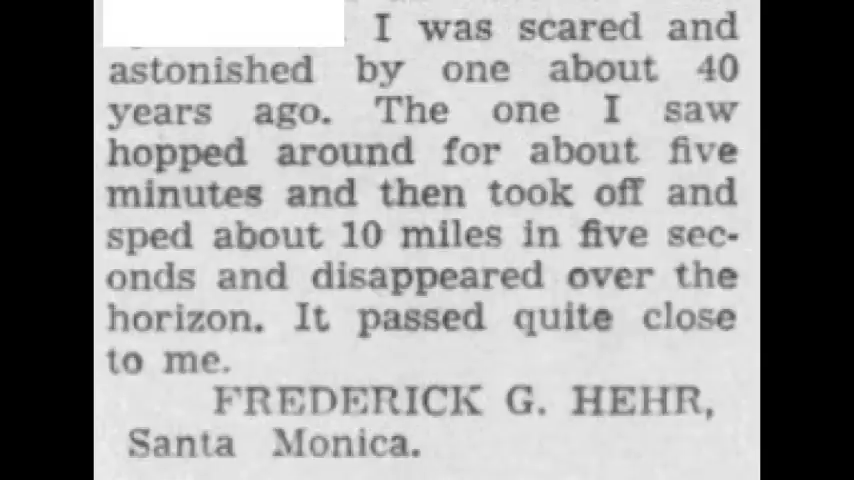 I was scared and
astonished by one about 40
years ago. The one I saw
hopped around for about five
minutes and then took off and
sped about 10 miles in five sec-
onds and disappeared over the
horizon. It passed quite close
to me.
FREDERICK G. HEHR,
Santa Monica.